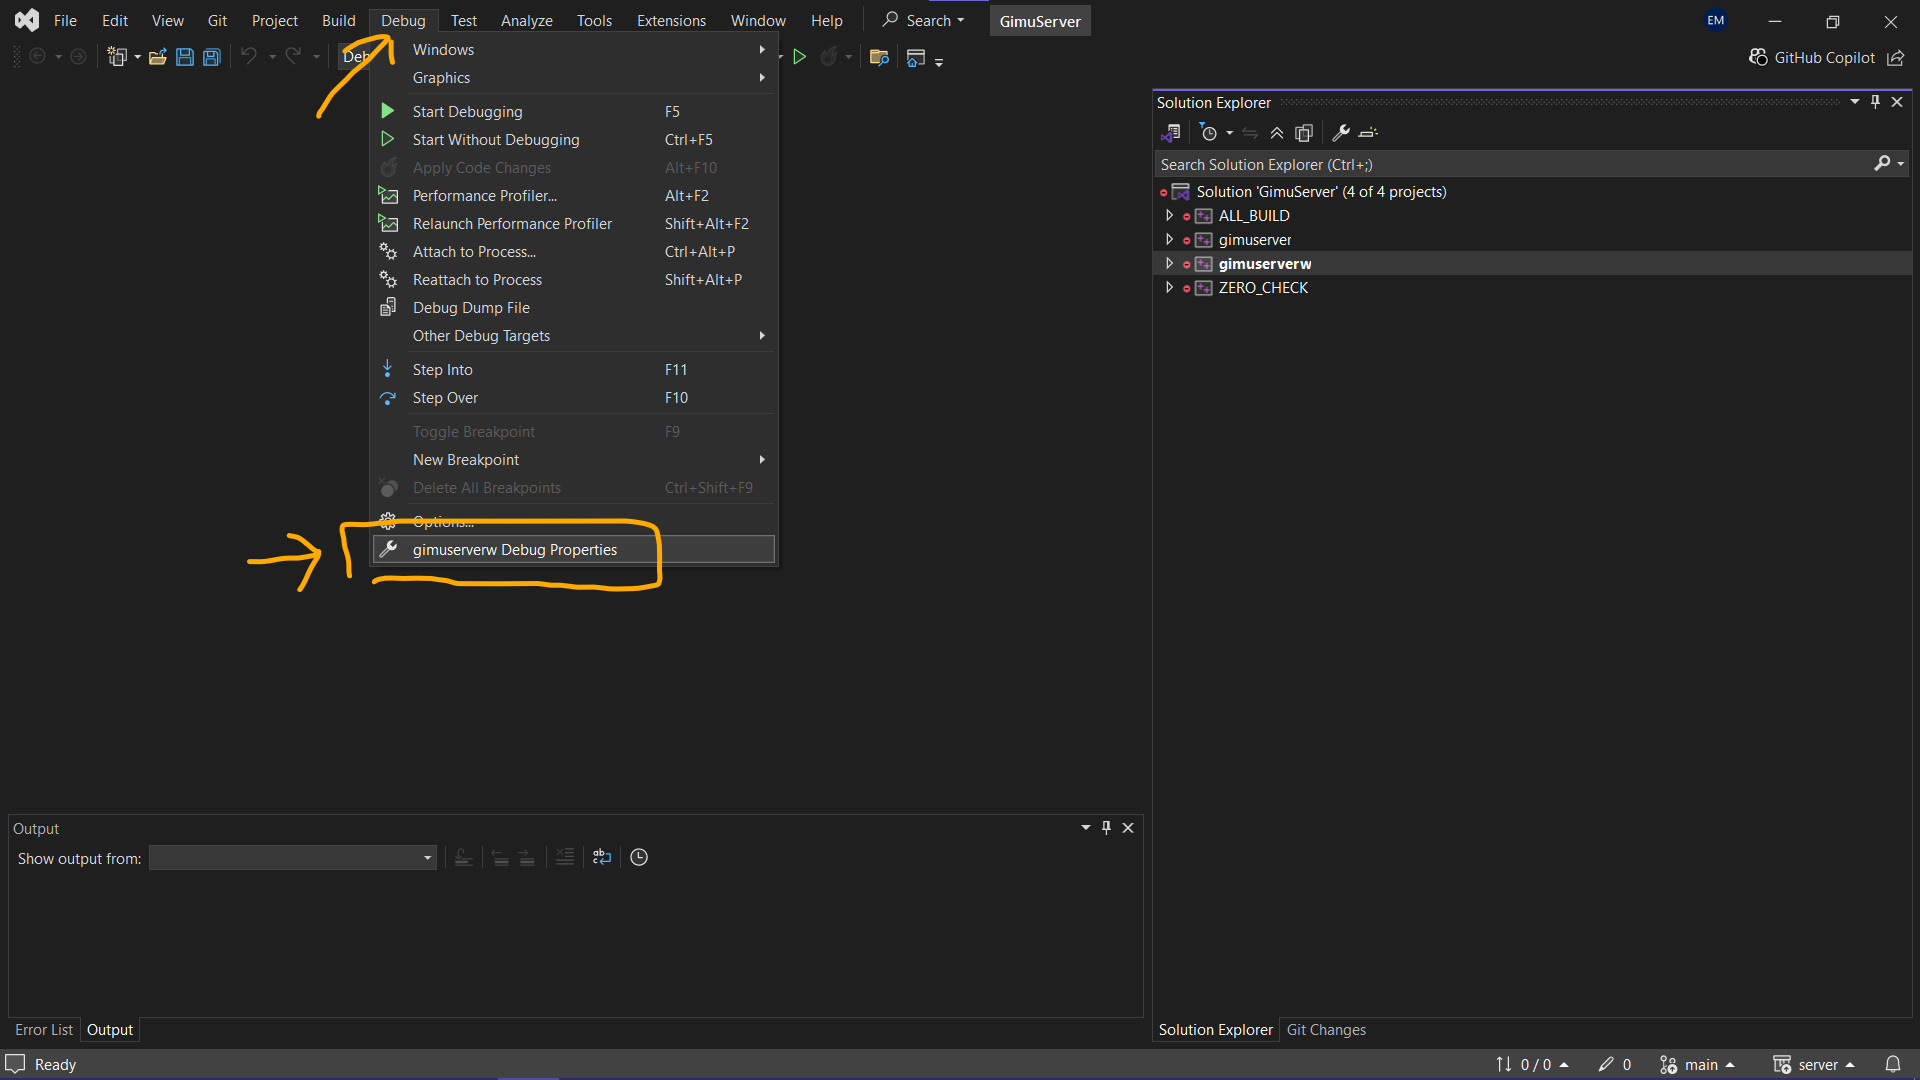 File Edit View Git Project Build Debug Test Analyze Tools Extensions Window Help Search GimuServer EM
Deb
GitHub Copilot
Windows
Graphics
Start Debugging F5
Start Without Debugging Ctrl+F5
Apply Code Changes Alt+F10
Performance Profiler... Alt+F2
Relaunch Performance Profiler Shift+Alt+F2
Attach to Process... Ctrl+Alt+P
Reattach to Process Shift+Alt+P
Debug Dump File
Other Debug Targets
Step Into F11
Step Over F10
Toggle Breakpoint F9
New Breakpoint
Delete All Breakpoints Ctrl+Shift+F9
Options...
gimuserverw Debug Properties
Solution Explorer
Search Solution Explorer (Ctrl+;)
Solution 'GimuServer' (4 of 4 projects)
ALL_BUILD
gimuserver
gimuserverw
ZERO_CHECK
Output
Show output from:
Error List Output
Solution Explorer Git Changes
Ready 0 / 0 0 main server